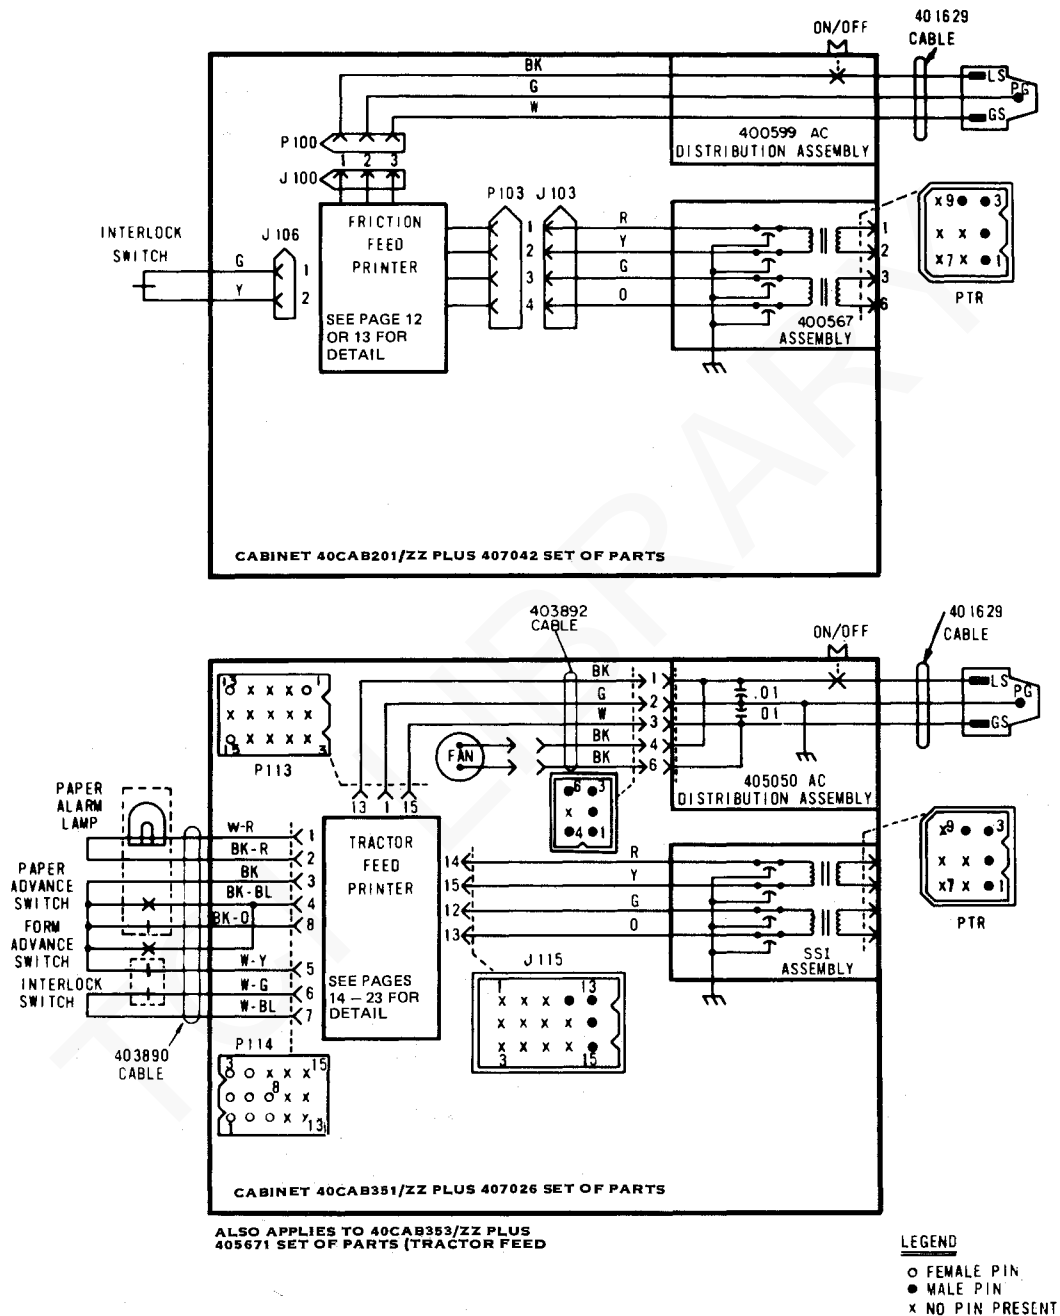 ON/OFF
401629
CABLE
BK
G
W
LS
PG
GS
P100
1 2 3
J100
400599 AC
DISTRIBUTION ASSEMBLY
FRICTION
FEED
PRINTER
SEE PAGE 12
OR 13 FOR
DETAIL
INTERLOCK
SWITCH
J106
G
Y
1
2
P103 J103
1
2
3
4
R
Y
G
O
400567
ASSEMBLY
1
2
3
6
x9 3
x x
x7 x 1
PTR
CABINET 40CAB201/ZZ PLUS 407042 SET OF PARTS
403892
CABLE
ON/OFF
401629
CABLE
BK
G
W
BK
BK
1
2
3
4
6
.01
.01
LS
PG
GS
FAN
405050 AC
DISTRIBUTION ASSEMBLY
13 x x x 1
x x x x x
15 x x x 3
P113
13 1 15
6 3
x
4 1
PAPER
ALARM
LAMP
PAPER
ADVANCE
SWITCH
FORM
ADVANCE
SWITCH
INTERLOCK
SWITCH
W-R
BK-R
BK
BK-BL
BK-O
W-Y
W-G
W-BL
1
2
3
4
8
5
6
7
TRACTOR
FEED
PRINTER
SEE PAGES
14 – 23 FOR
DETAIL
14
15
12
13
R
Y
G
O
SSI
ASSEMBLY
x9 3
x x
x7 x 1
PTR
J115
1 13
x x x
x x x x
x x x x
3 15
403890
CABLE
P114
3 x x x 15
8 x x
1 x x 13
CABINET 40CAB351/ZZ PLUS 407026 SET OF PARTS
ALSO APPLIES TO 40CAB353/ZZ PLUS
405671 SET OF PARTS (TRACTOR FEED
LEGEND
o FEMALE PIN
● MALE PIN
x NO PIN PRESENT
TCI LIBRARY